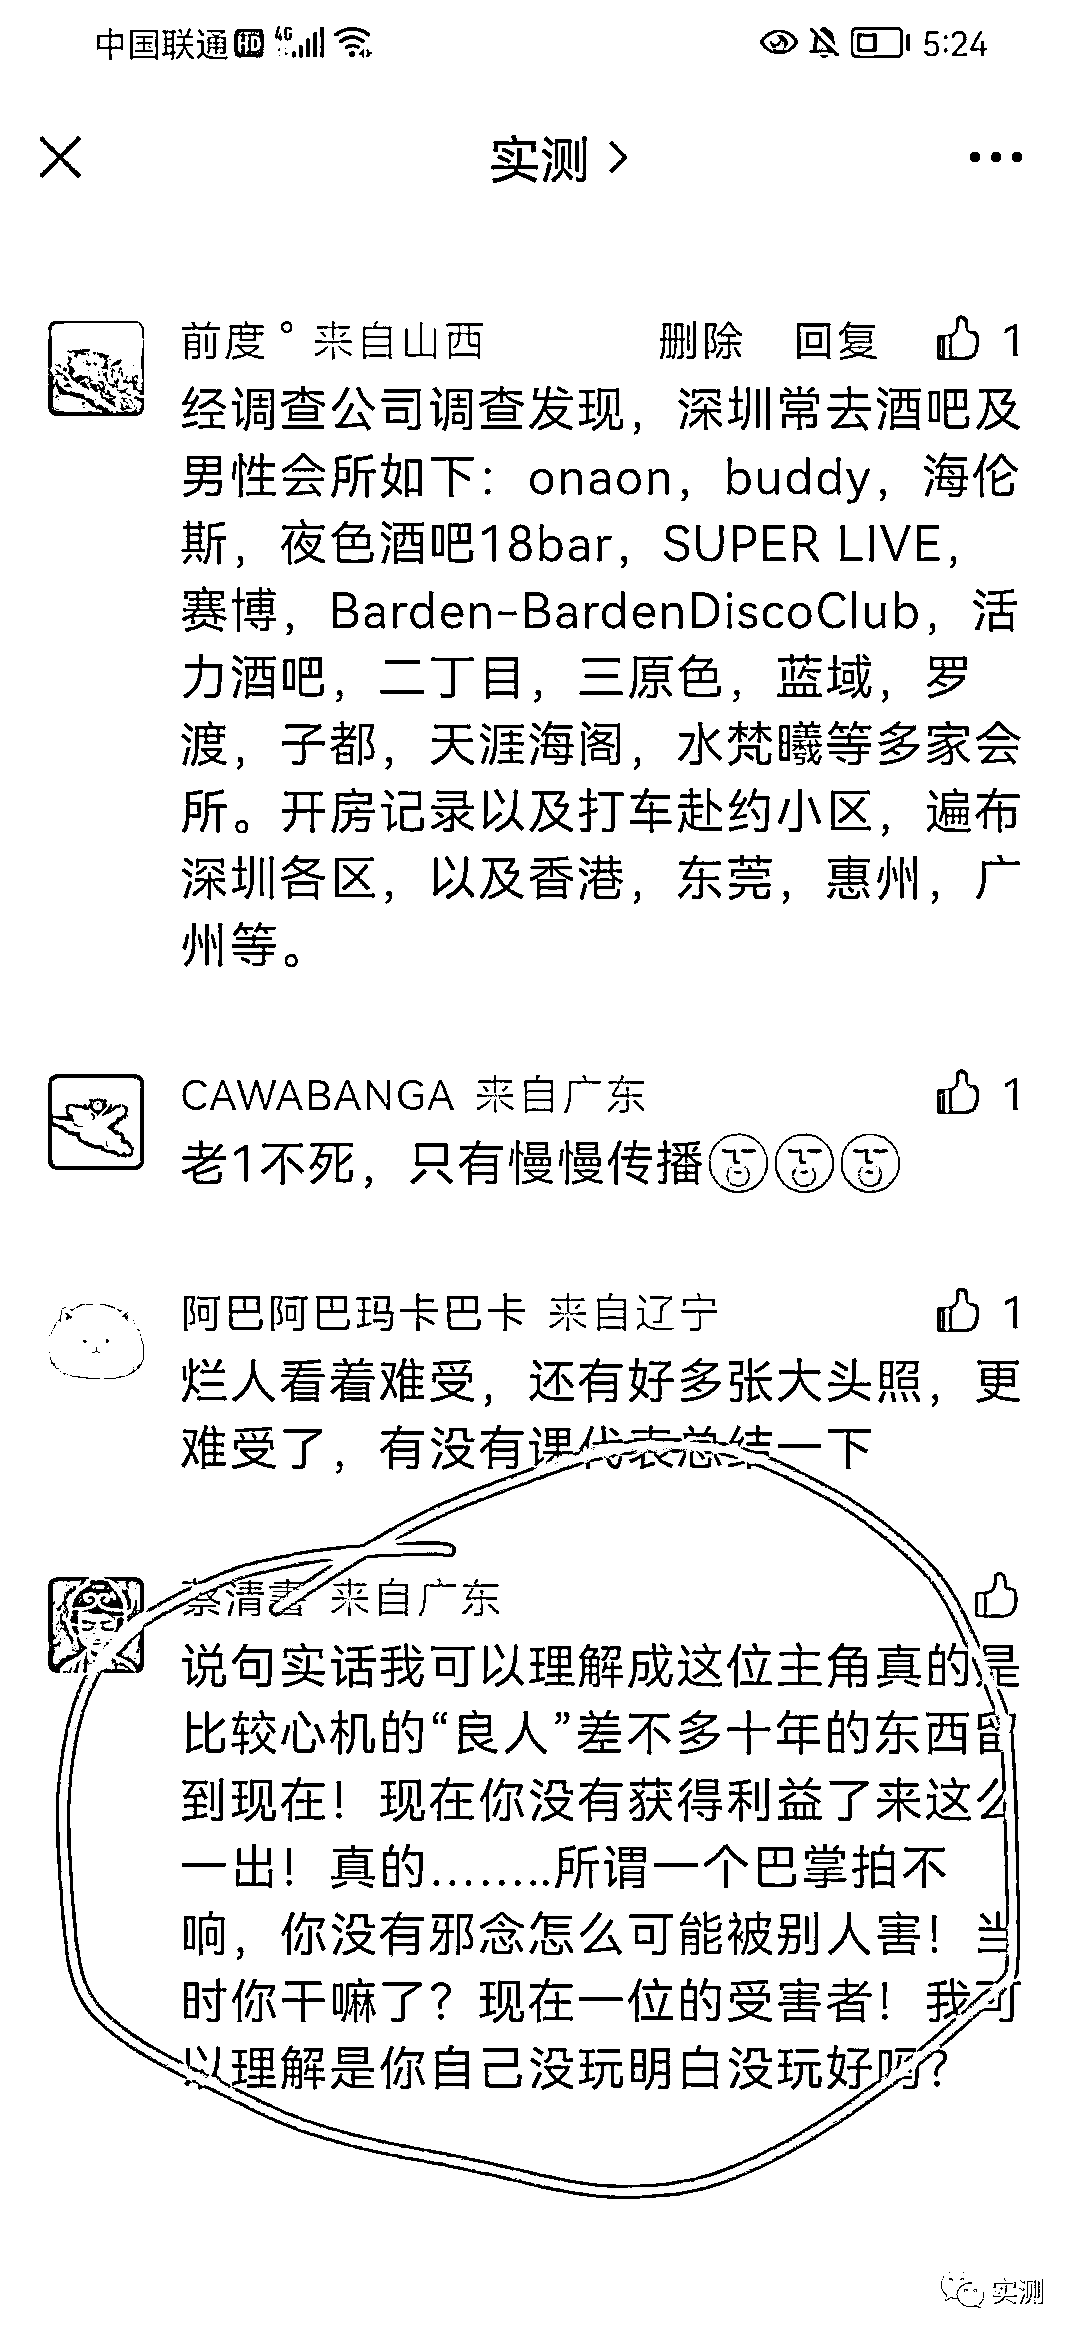 中国联通 HD 4G 5:24
实测
前度° 来自山西 删除 回复 1
经调查公司调查发现，深圳常去酒吧及
男性会所如下：onaon，buddy，海伦
斯，夜色酒吧18bar，SUPER LIVE，
赛博，Barden-BardenDiscoClub，活
力酒吧，二丁目，三原色，蓝域，罗
渡，子都，天涯海阁，水梵曦等多家会
所。开房记录以及打车赴约小区，遍布
深圳各区，以及香港，东莞，惠州，广
州等。
CAWABANGA 来自广东 1
老1不死，只有慢慢传播
阿巴阿巴玛卡巴卡 来自辽宁 1
烂人看着难受，还有好多张大头照，更
难受了，有没有课代表总结一下
蔡清書 来自广东
说句实话我可以理解成这位主角真的是
比较心机的“良人”差不多十年的东西留
到现在！现在你没有获得利益了来这么
一出！真的........所谓一个巴掌拍不
响，你没有邪念怎么可能被别人害！当
时你干嘛了？现在一位的受害者！我可
以理解是你自己没玩明白没玩好吗？
实测